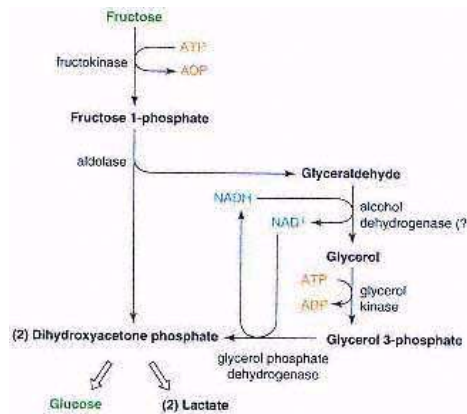 Fructose
ATP
fructokinase
ADP
Fructose 1-phosphate
aldolase
Glyceraldehyde
NADH
alcohol
dehydrogenase (?
NAD+
Glycerol
ATP
glycerol
kinase
ADP
(2) Dihydroxyacetone phosphate
Glycerol 3-phosphate
glycerol phosphate
dehydrogenase
Glucose
(2) Lactate